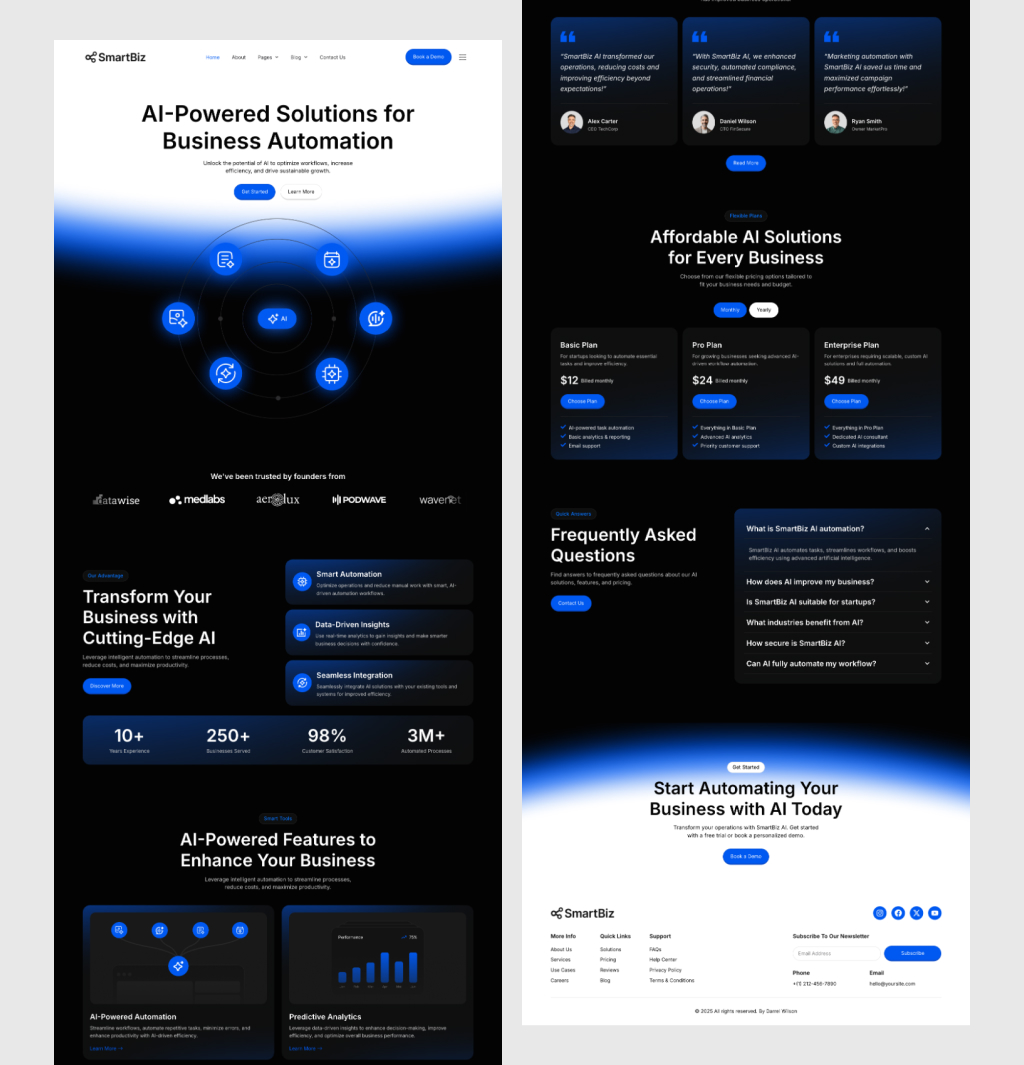 SmartBiz
Home
About
Pages
Blog
Contact Us
Book a Demo
AI-Powered Solutions for
Business Automation
Unlock the potential of AI to optimize workflows, increase
efficiency, and drive sustainable growth.
Get Started
Learn More
AI
We've been trusted by founders from
datawise
medlabs
aerolux
PODWAVE
wavenet
Our Advantage
Transform Your
Business with
Cutting-Edge AI
Leverage intelligent automation to streamline processes,
reduce costs, and maximize productivity.
Discover More
Smart Automation
Optimize operations and reduce manual work with smart, AI-
driven automation workflows.
Data-Driven Insights
Use real-time analytics to gain insights and make smarter
business decisions with confidence.
Seamless Integration
Seamlessly integrate AI solutions with your existing tools and
systems for improved efficiency.
10+
Years Experience
250+
Businesses Served
98%
Customer Satisfaction
3M+
Automated Processes
Smart Tools
AI-Powered Features to
Enhance Your Business
Leverage intelligent automation to streamline processes,
reduce costs, and maximize productivity.
AI-Powered Automation
Streamline workflows, automate repetitive tasks, minimize errors, and
enhance productivity with AI-driven efficiency.
Learn More →
Performance
Predictive Analytics
Leverage data-driven insights to enhance decision-making, improve
efficiency, and optimize overall business performance.
Learn More →
"SmartBiz AI transformed our
operations, reducing costs and
improving efficiency beyond
expectations!"
Alex Carter
CEO TechCorp
"With SmartBiz AI, we enhanced
security, automated compliance,
and streamlined financial
operations!"
Daniel Wilson
CTO FinSecure
"Marketing automation with
SmartBiz AI saved us time and
maximized campaign
performance effortlessly!"
Ryan Smith
Owner MarketPro
Read More
Flexible Plans
Affordable AI Solutions
for Every Business
Choose from our flexible pricing options tailored to
fit your business needs and budget.
Monthly
Yearly
Basic Plan
For startups looking to automate essential
tasks and improve efficiency.
$12 Billed monthly
Choose Plan
AI-powered task automation
Basic analytics & reporting
Email support
Pro Plan
For growing businesses seeking advanced AI-
driven workflow automation.
$24 Billed monthly
Choose Plan
Everything in Basic Plan
Advanced AI analytics
Priority customer support
Enterprise Plan
For enterprises requiring scalable, custom AI
solutions and full automation.
$49 Billed monthly
Choose Plan
Everything in Pro Plan
Dedicated AI consultant
Custom AI integrations
Quick Answers
Frequently Asked
Questions
Find answers to frequently asked questions about our AI
solutions, features, and pricing.
Contact Us
What is SmartBiz AI automation?
SmartBiz AI automates tasks, streamlines workflows, and boosts
efficiency using advanced artificial intelligence.
How does AI improve my business?
Is SmartBiz AI suitable for startups?
What industries benefit from AI?
How secure is SmartBiz AI?
Can AI fully automate my workflow?
Get Started
Start Automating Your
Business with AI Today
Transform your operations with SmartBiz AI. Get started
with a free trial or book a personalized demo.
Book a Demo
SmartBiz
More Info
About Us
Services
Use Cases
Careers
Quick Links
Solutions
Pricing
Reviews
Blog
Support
FAQs
Help Center
Privacy Policy
Terms & Conditions
Subscribe To Our Newsletter
Email Address
Subscribe
Phone
+(1) 212-456-7890
Email
hello@yoursite.com
© 2025 All rights reserved, By Darrel Wilson